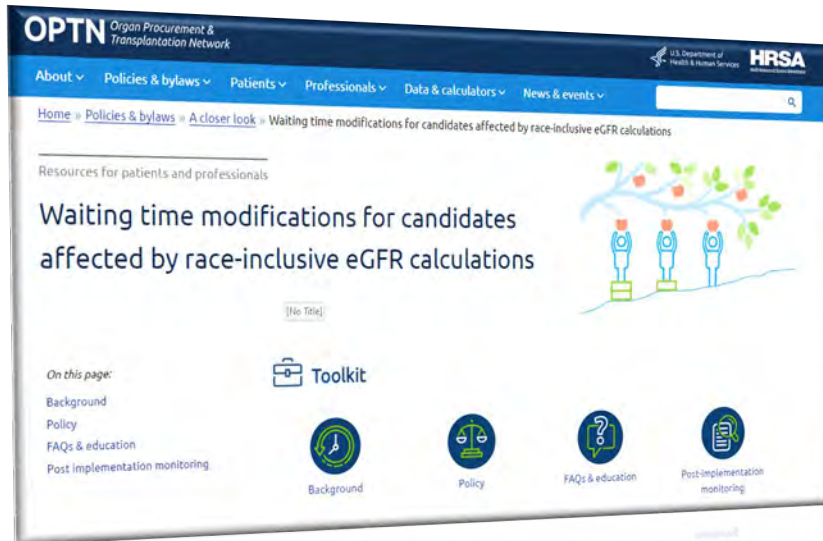 OPTN Organ Procurement &
Transplantation Network
U.S. Department of
Health & Human Services
HRSA
About Policies & bylaws Patients Professionals Data & calculators News & events
Home » Policies & bylaws » A closer look » Waiting time modifications for candidates affected by race-inclusive eGFR calculations
Resources for patients and professionals
Waiting time modifications for candidates
affected by race-inclusive eGFR calculations
[No Title]
On this page:
Background
Policy
FAQs & education
Post implementation monitoring
Toolkit
Background
Policy
FAQs & education
Post-implementation
monitoring